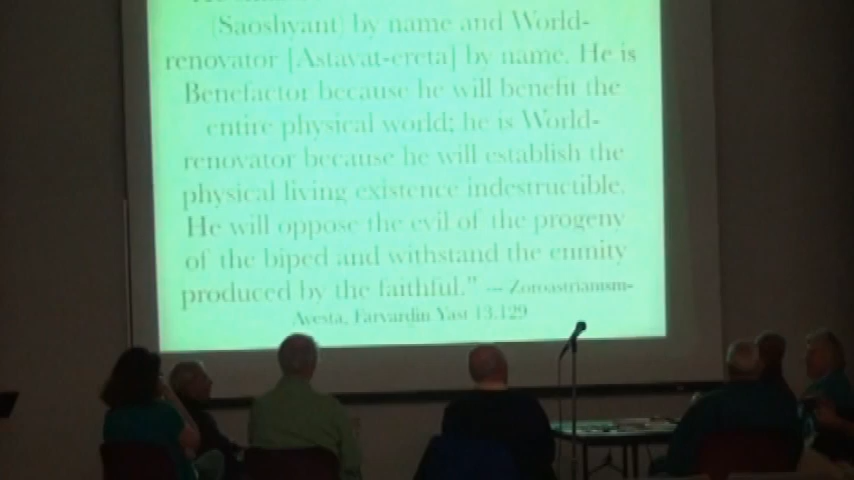 (Saoshyant) by name and World-
renovator [Astavat-ereta] by name. He is
Benefactor because he will benefit the
entire physical world; he is World-
renovator because he will establish the
physical living existence indestructible.
He will oppose the evil of the progeny
of the biped and withstand the enmity
produced by the faithful." -- Zoroastrianism-
Avesta, Farvardin Yast 13.129